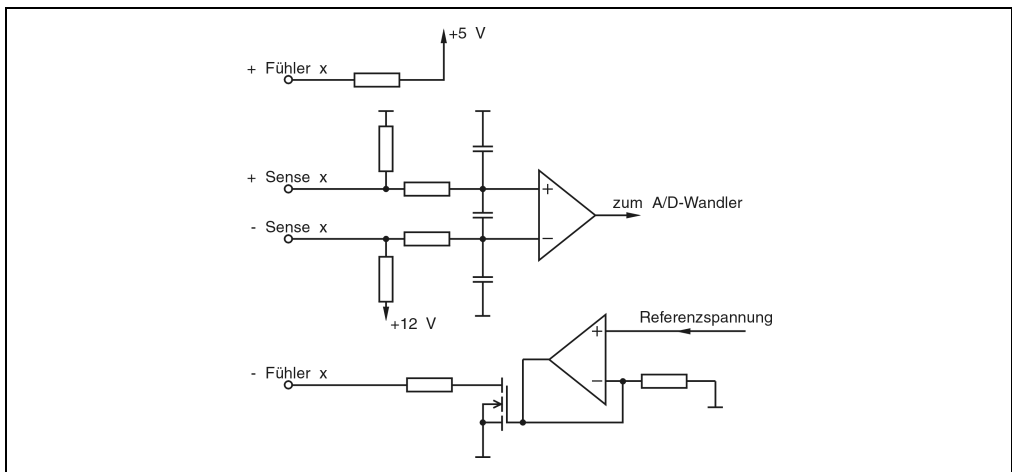 +5 V
+ Fühler x
+ Sense x
+
zum A/D-Wandler
- Sense x
−
+12 V
Referenzspannung
+
- Fühler x
−